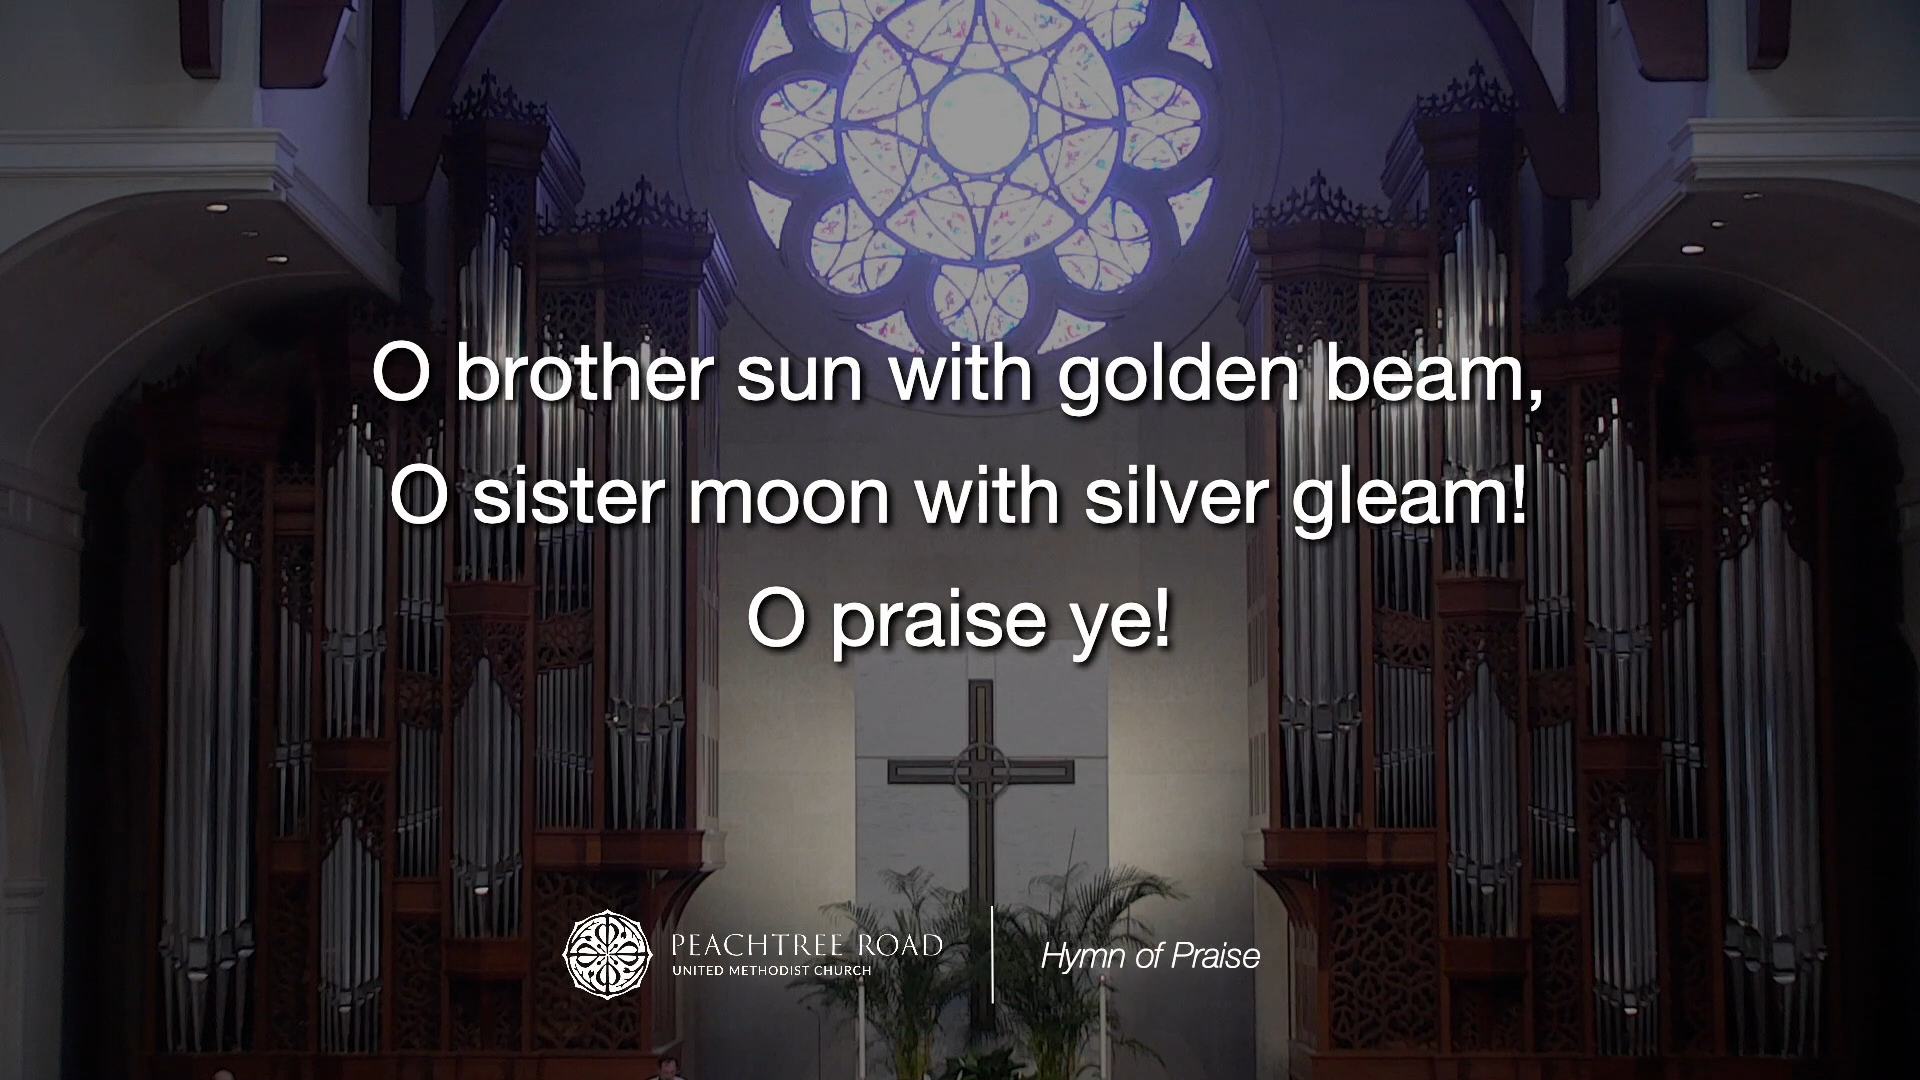 O brother sun with golden beam,
O sister moon with silver gleam!
O praise ye!
PEACHTREE ROAD
UNITED METHODIST CHURCH
Hymn of Praise